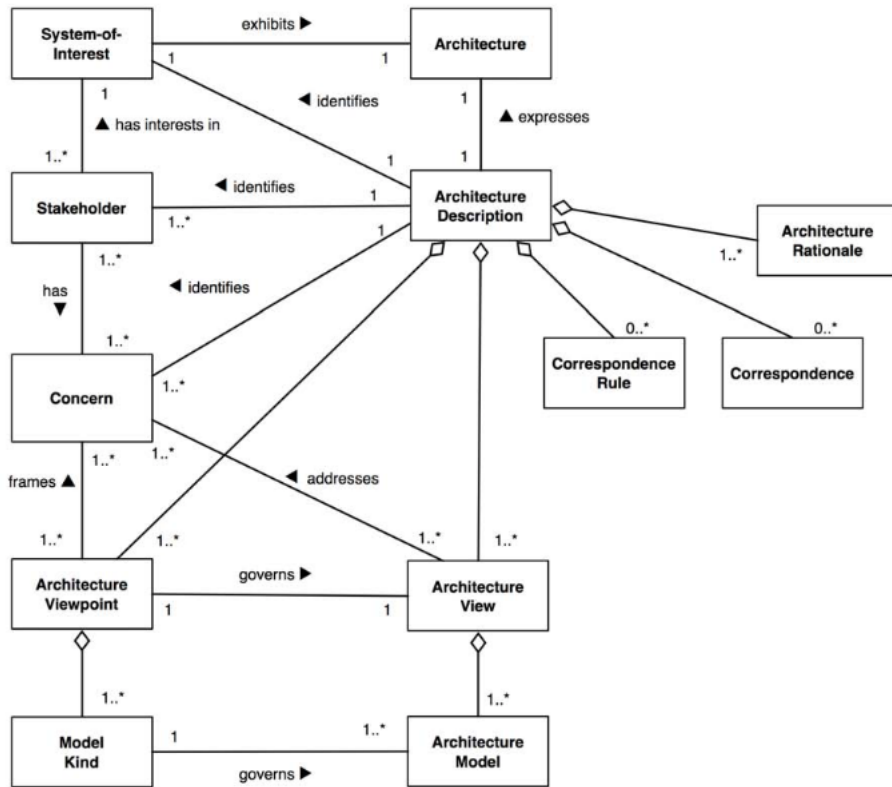 System-of-
Interest
exhibits ►
1
1
Architecture
1
1
◄ identifies
▲ has interests in
▲ expresses
1..*
1
1
Stakeholder
◄ identifies
1
1..*
Architecture
Description
1
Architecture
Rationale
1..*
1..*
has
▼
◄ identifies
1..*
1..*
0..*
0..*
Concern
Correspondence
Rule
Correspondence
1..*
1..*
frames ▲
◄ addresses
1..*
1..*
1..*
1..*
Architecture
Viewpoint
governs ►
1
1
Architecture
View
1..*
1..*
Model
Kind
1
1..*
governs ►
Architecture
Model